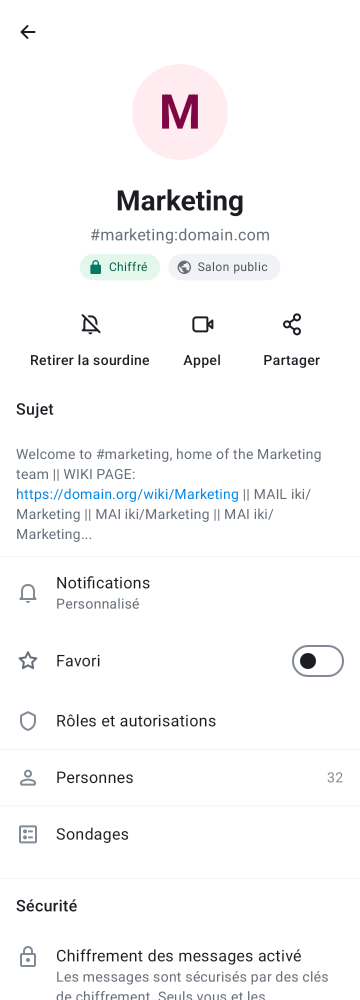 M
Marketing
#marketing:domain.com
Chiffré
Salon public
Retirer la sourdine
Appel
Partager
Sujet
Welcome to #marketing, home of the Marketing
team || WIKI PAGE:
https://domain.org/wiki/Marketing || MAIL iki/
Marketing || MAI iki/Marketing || MAI iki/
Marketing...
Notifications
Personnalisé
Favori
Rôles et autorisations
Personnes
32
Sondages
Sécurité
Chiffrement des messages activé
Les messages sont sécurisés par des clés
de chiffrement. Seuls vous et les